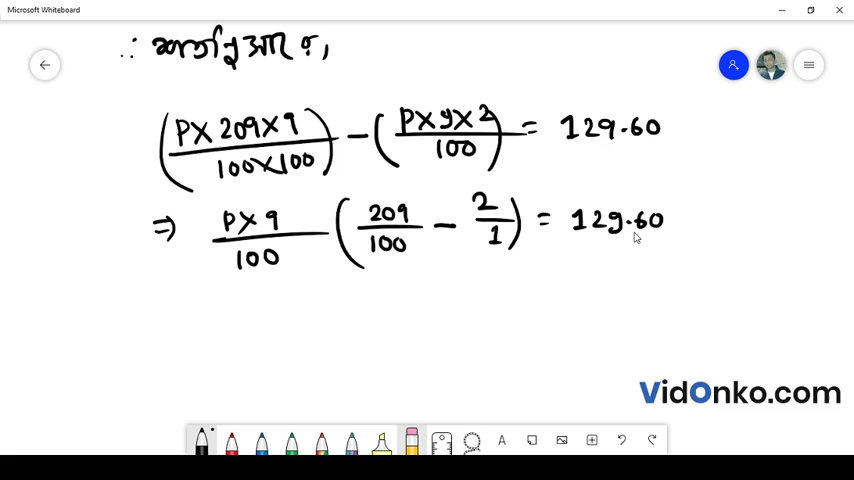 Microsoft Whiteboard
∴ শর্তানুসারে,
(P X 209 X 9 / 100 X 100) - (P X 9 X 2 / 100) = 129.60
⇒ P X 9 / 100 (209 / 100 - 2 / 1) = 129.60
VidOnko.com
A